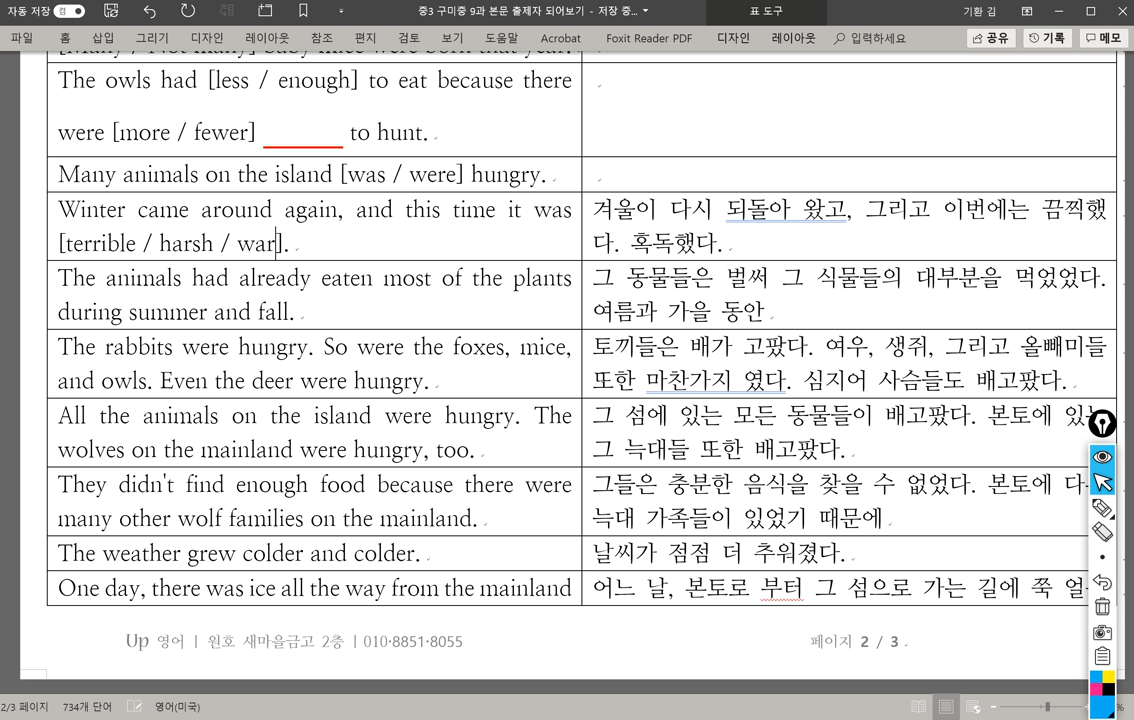 자동 저장 컴 중3 구미중 9과 본문 출제자 되어보기 - 저장 중... 표 도구 기환 김
파일 홈 삽입 그리기 디자인 레이아웃 참조 편지 검토 보기 도움말 Acrobat Foxit Reader PDF 디자인 레이아웃 입력하세요 공유 기록 메모
[Many / Not many] baby mice were born that year.
The owls had [less / enough] to eat because there
were [more / fewer] to hunt.
Many animals on the island [was / were] hungry.
Winter came around again, and this time it was
[terrible / harsh / war].
겨울이 다시 되돌아 왔고, 그리고 이번에는 끔찍했
다. 혹독했다.
The animals had already eaten most of the plants
during summer and fall.
그 동물들은 벌써 그 식물들의 대부분을 먹었었다.
여름과 가을 동안
The rabbits were hungry. So were the foxes, mice,
and owls. Even the deer were hungry.
토끼들은 배가 고팠다. 여우, 생쥐, 그리고 올빼미들
또한 마찬가지 였다. 심지어 사슴들도 배고팠다.
All the animals on the island were hungry. The
wolves on the mainland were hungry, too.
그 섬에 있는 모든 동물들이 배고팠다. 본토에 있는
그 늑대들 또한 배고팠다.
They didn't find enough food because there were
many other wolf families on the mainland.
그들은 충분한 음식을 찾을 수 없었다. 본토에
늑대 가족들이 있었기 때문에
The weather grew colder and colder.
날씨가 점점 더 추워졌다.
One day, there was ice all the way from the mainland
어느 날, 본토로 부터 그 섬으로 가는 길에 쭉
Up 영어 | 원호 새마을금고 2층 | 010·8851·8055 페이지 2 / 3
2/3 페이지 734개 단어 영어(미국) %